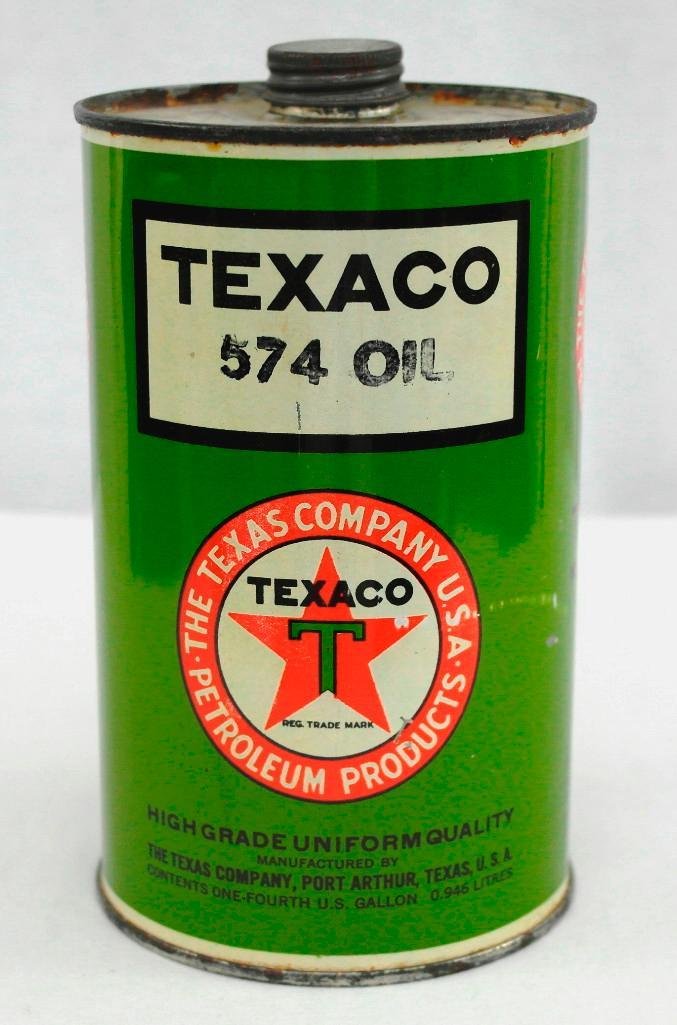 TEXACO
574 OIL
THE TEXAS COMPANY U.S.A.
PETROLEUM PRODUCTS
TEXACO
T
REG. TRADE MARK
HIGH GRADE UNIFORM QUALITY
MANUFACTURED BY
THE TEXAS COMPANY, PORT ARTHUR, TEXAS, U.S.A.
CONTENTS ONE-FOURTH U.S. GALLON 0.946 LITRES
THE